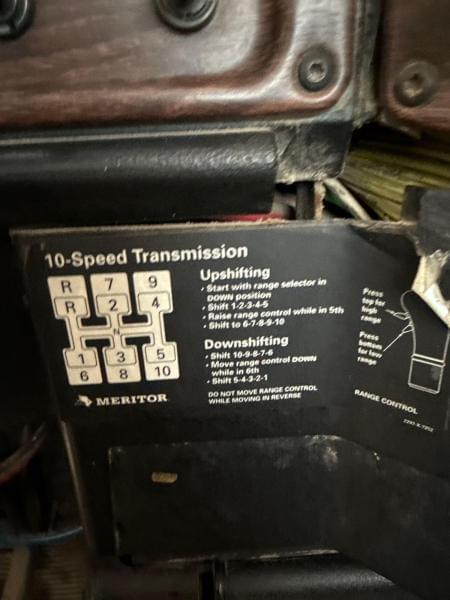 10-Speed Transmission
R 7 9
R 2 4
N
1 3 5
6 8 10
MERITOR
Upshifting
• Start with range selector in
DOWN position
• Shift 1-2-3-4-5
• Raise range control while in 5th
• Shift to 6-7-8-9-10
Downshifting
• Shift 10-9-8-7-6
• Move range control DOWN
while in 6th
• Shift 5-4-3-2-1
DO NOT MOVE RANGE CONTROL
WHILE MOVING IN REVERSE
Press
top for
high
range
Press
bottom
for low
range
RANGE CONTROL